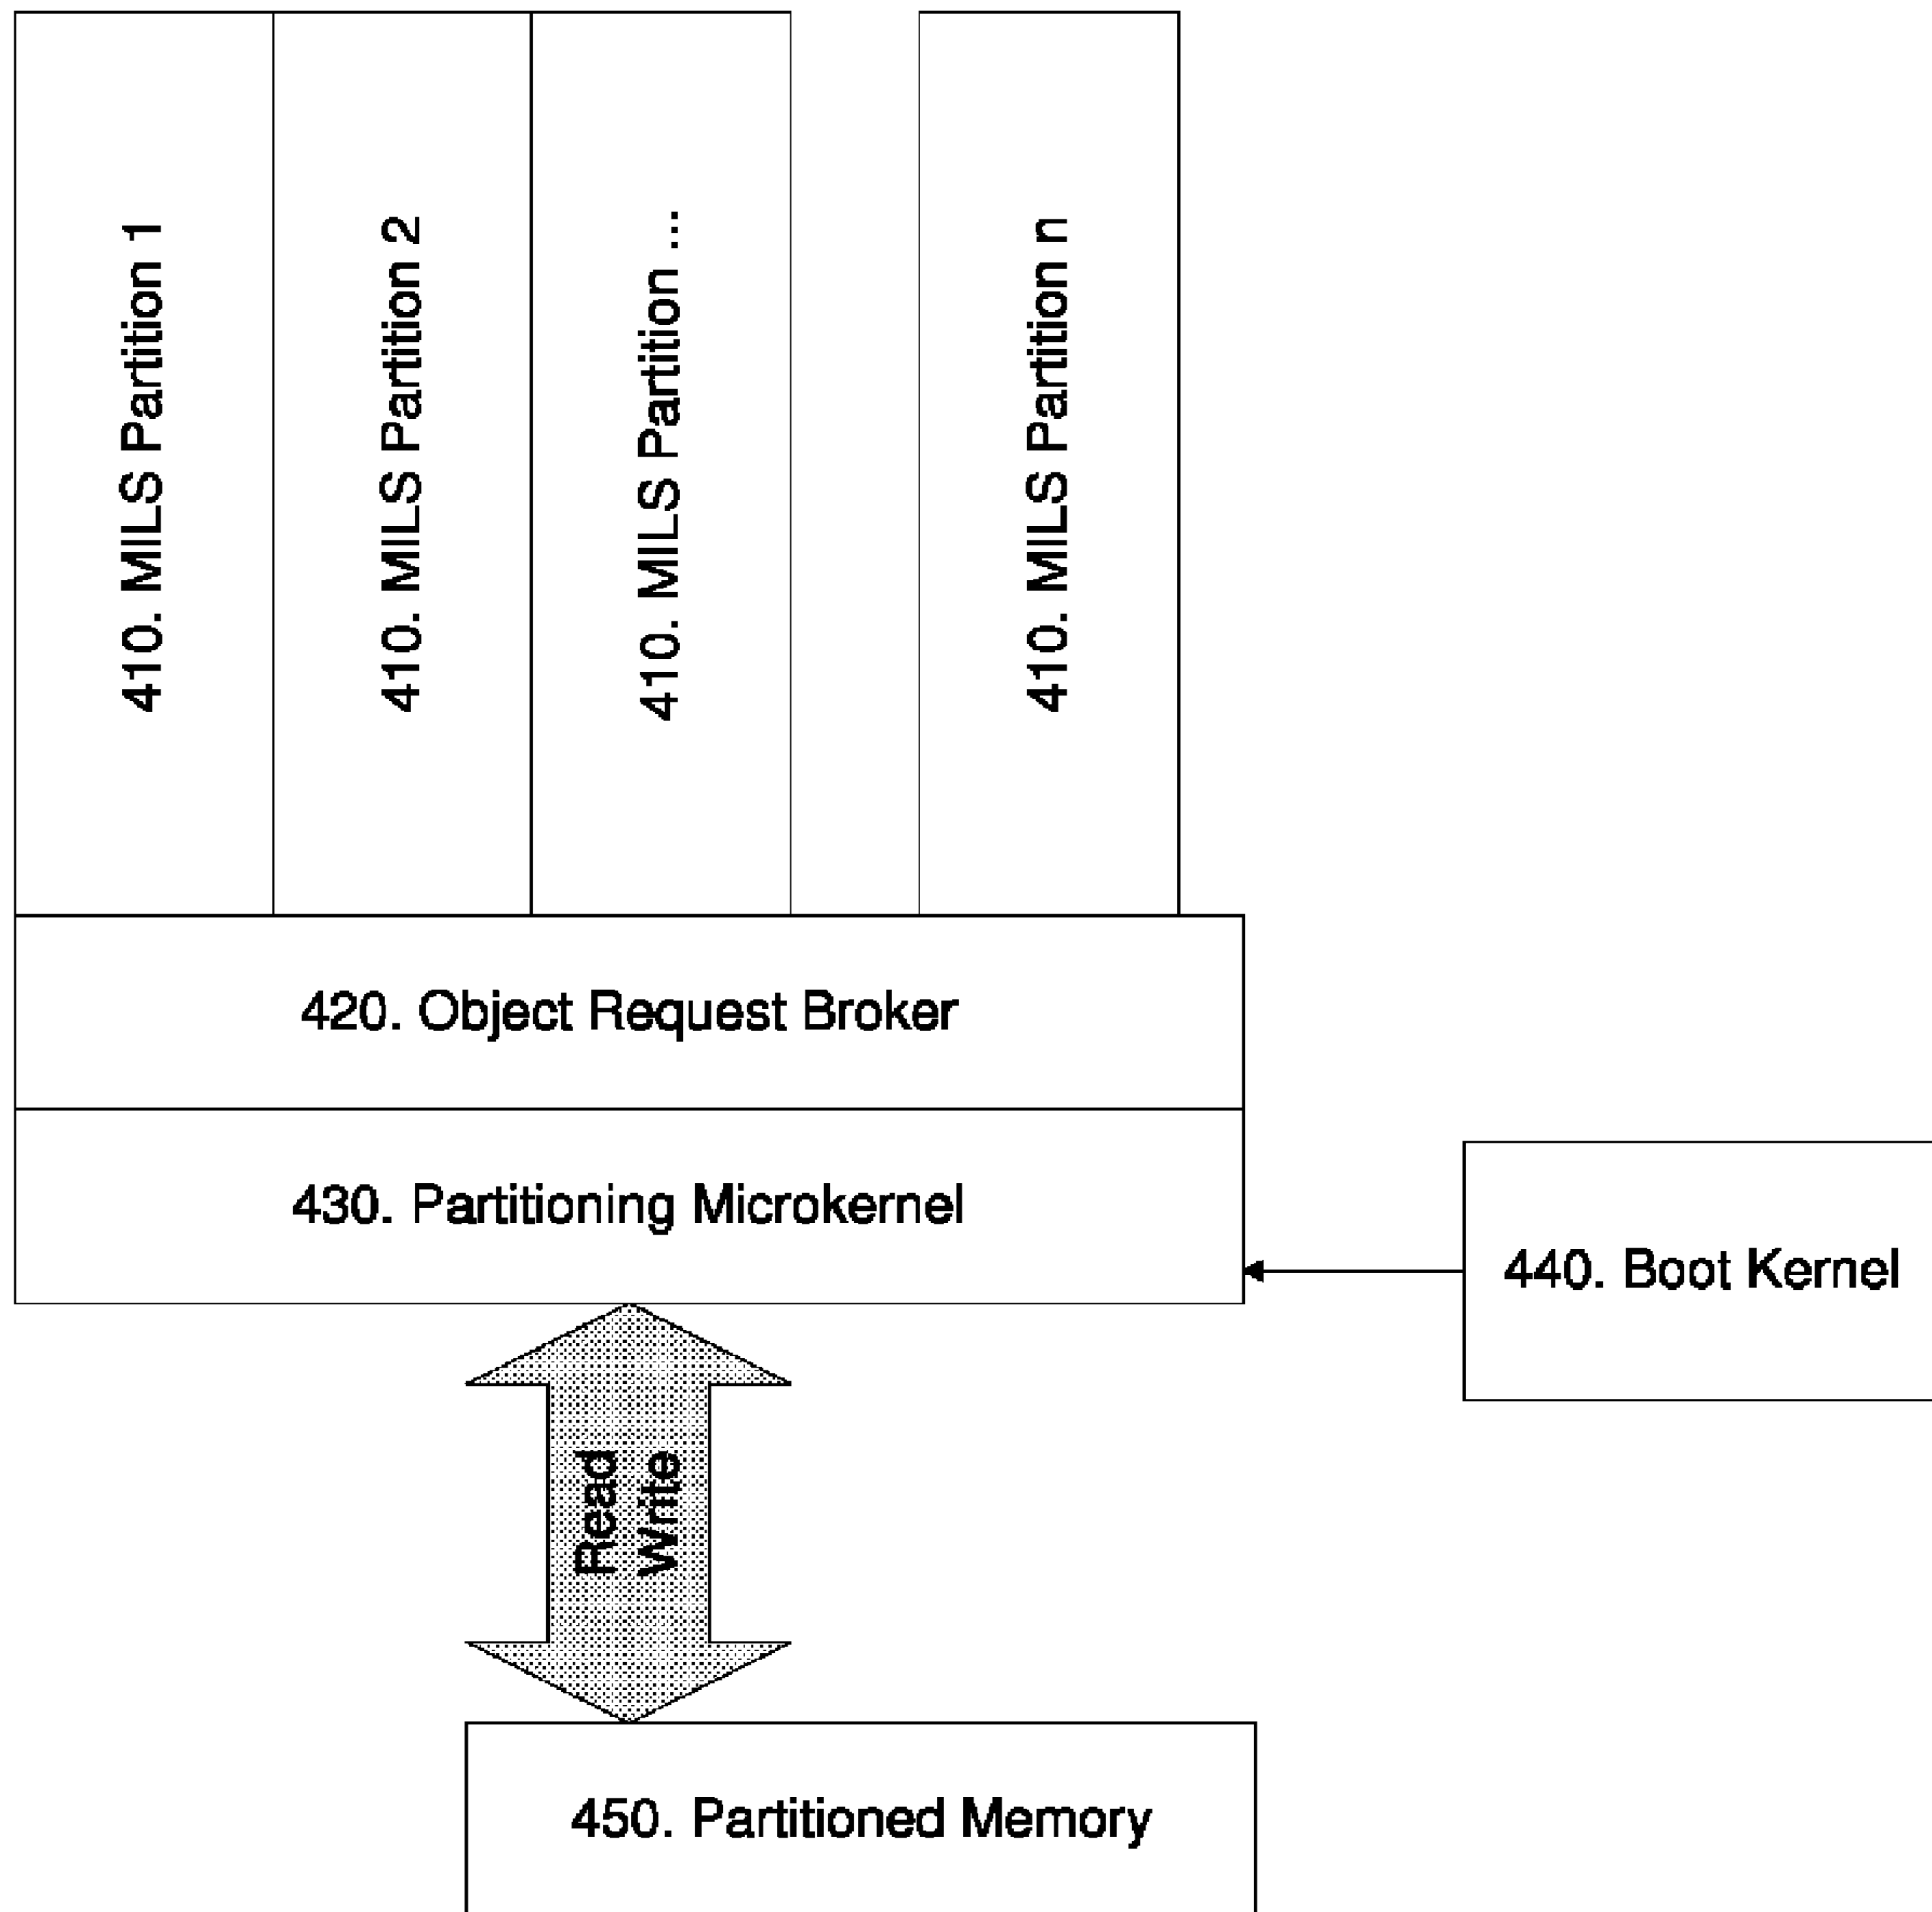 410. MILS Partition 1
410. MILS Partition 2
410. MILS Partition ...
410. MILS Partition n
420. Object Request Broker
430. Partitioning Microkernel
440. Boot Kernel
Read
Write
450. Partitioned Memory